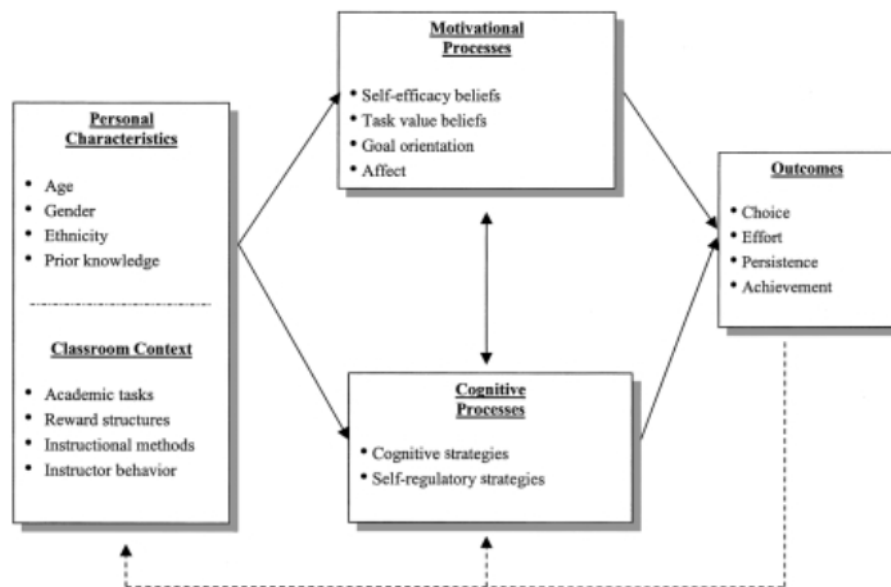 Personal
Characteristics
• Age
• Gender
• Ethnicity
• Prior knowledge
Classroom Context
• Academic tasks
• Reward structures
• Instructional methods
• Instructor behavior
Motivational
Processes
• Self-efficacy beliefs
• Task value beliefs
• Goal orientation
• Affect
Cognitive
Processes
• Cognitive strategies
• Self-regulatory strategies
Outcomes
• Choice
• Effort
• Persistence
• Achievement